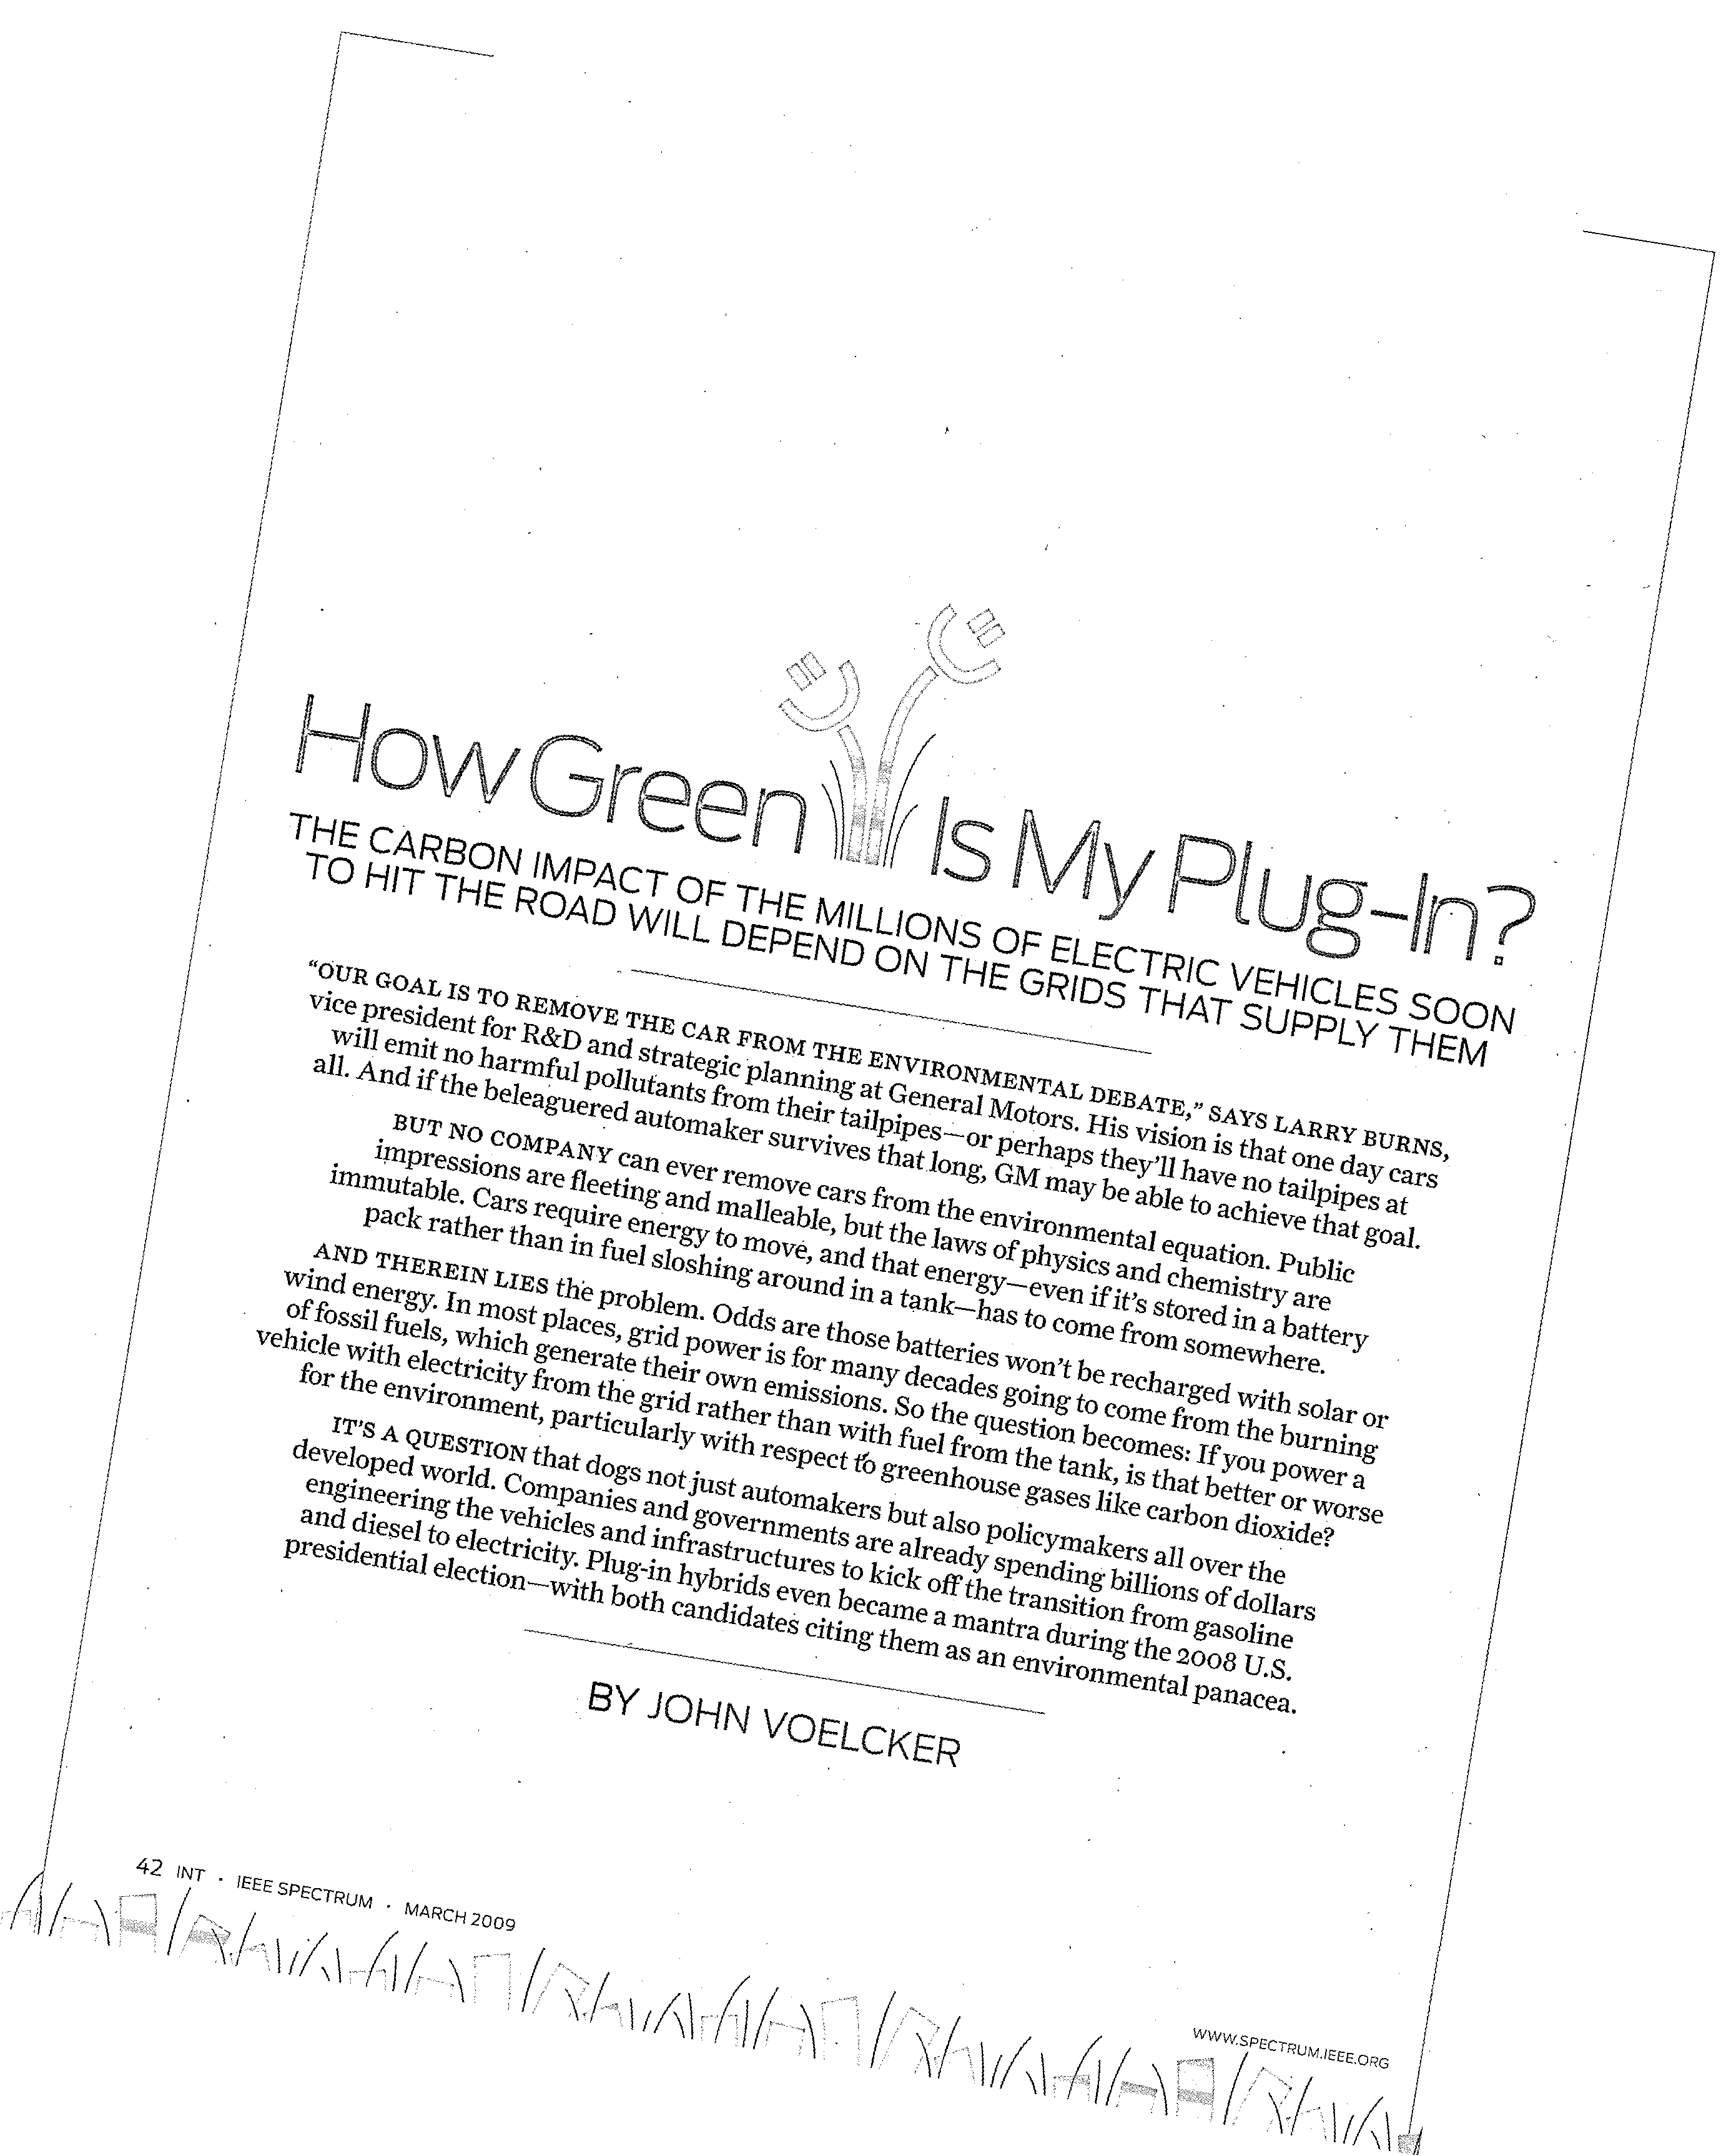 How Green Is My Plug-In?
THE CARBON IMPACT OF THE MILLIONS OF ELECTRIC VEHICLES SOON
TO HIT THE ROAD WILL DEPEND ON THE GRIDS THAT SUPPLY THEM
“OUR GOAL IS TO REMOVE THE CAR FROM THE ENVIRONMENTAL DEBATE,” SAYS LARRY BURNS,
vice president for R&D and strategic planning at General Motors. His vision is that one day cars
will emit no harmful pollutants from their tailpipes—or perhaps they’ll have no tailpipes at
all. And if the beleaguered automaker survives that long, GM may be able to achieve that goal.
BUT NO COMPANY can ever remove cars from the environmental equation. Public
impressions are fleeting and malleable, but the laws of physics and chemistry are
immutable. Cars require energy to move, and that energy—even if it’s stored in a battery
pack rather than in fuel sloshing around in a tank—has to come from somewhere.
AND THEREIN LIES the problem. Odds are those batteries won’t be recharged with solar or
wind energy. In most places, grid power is for many decades going to come from the burning
of fossil fuels, which generate their own emissions. So the question becomes: If you power a
vehicle with electricity from the grid rather than with fuel from the tank, is that better or worse
for the environment, particularly with respect to greenhouse gases like carbon dioxide?
IT’S A QUESTION that dogs not just automakers but also policymakers all over the
developed world. Companies and governments are already spending billions of dollars
engineering the vehicles and infrastructures to kick off the transition from gasoline
and diesel to electricity. Plug-in hybrids even became a mantra during the 2008 U.S.
presidential election—with both candidates citing them as an environmental panacea.
BY JOHN VOELCKER
42 INT · IEEE SPECTRUM · MARCH 2009
WWW.SPECTRUM.IEEE.ORG